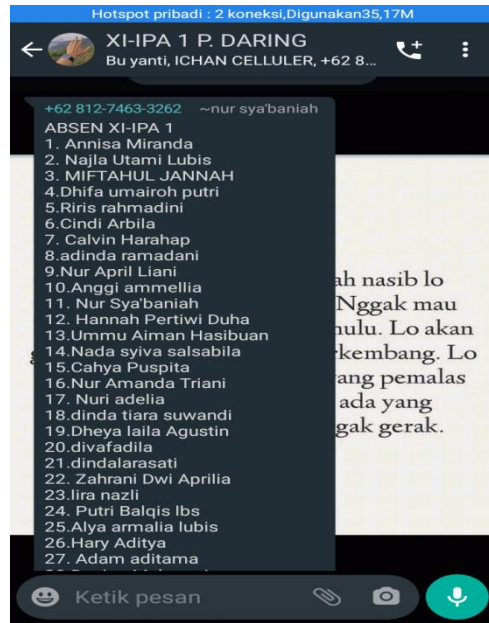 Hotspot pribadi : 2 koneksi,Digunakan35,17M
XI-IPA 1 P. DARING
Bu yanti, ICHAN CELLULER, +62 8...
+62 812-7463-3262 ~nur sya'baniah
ABSEN XI-IPA 1
1. Annisa Miranda
2. Najla Utami Lubis
3. MIFTAHUL JANNAH
4.Dhifa umairoh putri
5.Riris rahmadini
6.Cindi Arbila
7. Calvin Harahap
8.adinda ramadani
9.Nur April Liani
10.Anggi ammellia
11. Nur Sya'baniah
12. Hannah Pertiwi Duha
13.Ummu Aiman Hasibuan
14.Nada syiva salsabila
15.Cahya Puspita
16.Nur Amanda Triani
17. Nuri adelia
18.dinda tiara suwandi
19.Dheya laila Agustin
20.divafadila
21.dindalarasati
22. Zahrani Dwi Aprilia
23.lira nazli
24. Putri Balqis lbs
25.Alya armalia lubis
26.Hary Aditya
27. Adam aditama
ah nasib lo
Nggak mau
nulu. Lo akan
rkembang. Lo
ang pemalas
ada yang
gak gerak.
Ketik pesan